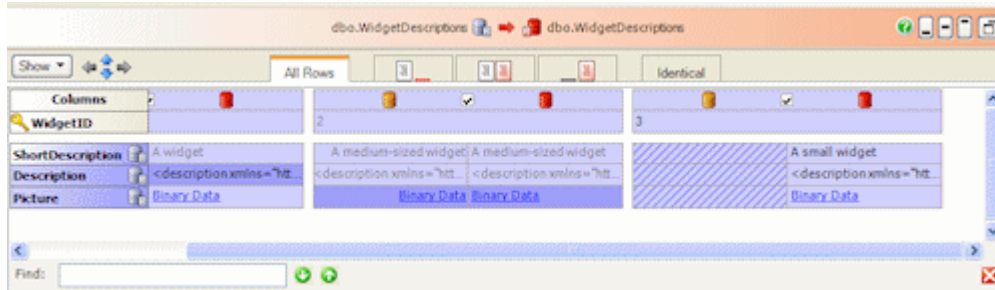 dbo.WidgetDescriptions dbo.WidgetDescriptions
Show All Rows Identical
Columns
WidgetID 2 3
ShortDescription A widget A medium-sized widget A medium-sized widget A small widget
Description <description xmlns="htt... <description xmlns="htt... <description xmlns="htt... <description xmlns="htt...
Picture Binary Data Binary Data Binary Data Binary Data
Find: